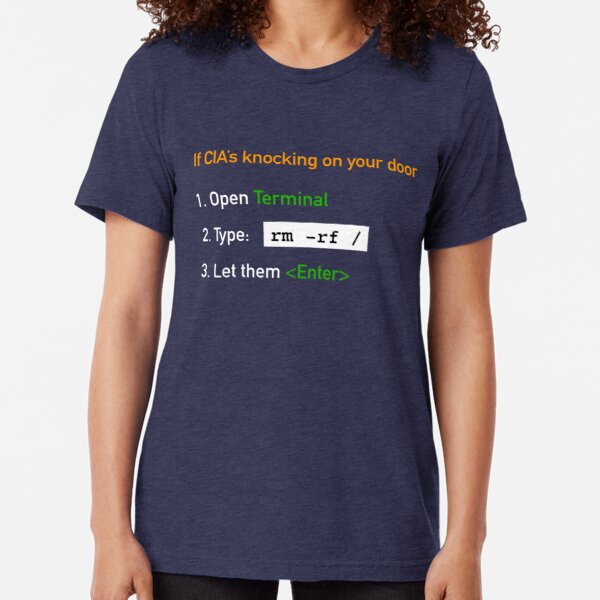 If CIA's knocking on your door
1. Open Terminal
2. Type: rm -rf /
3. Let them <Enter>